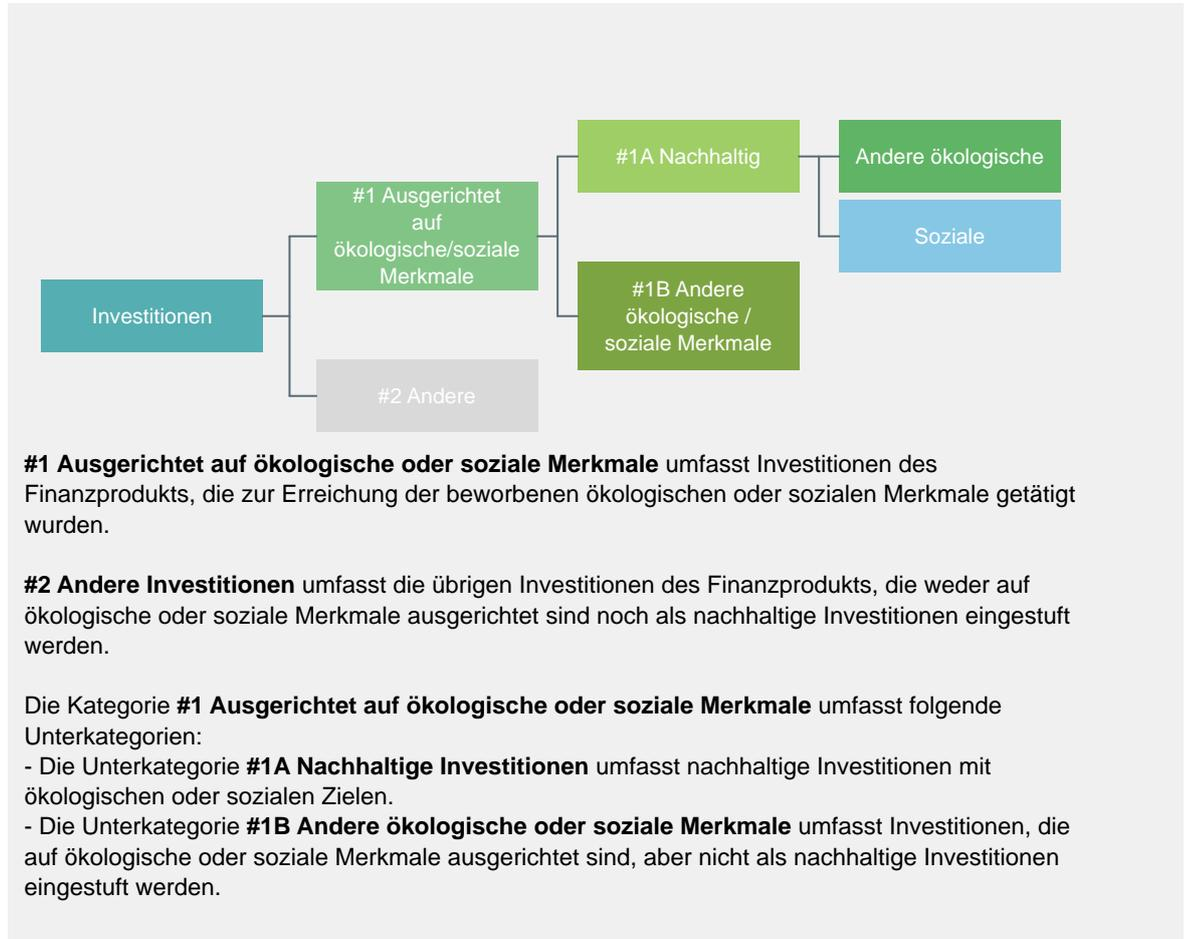 #1A Nachhaltig
Andere ökologische
#1 Ausgerichtet
auf
ökologische/soziale
Merkmale
Soziale
Investitionen
#1B Andere
ökologische /
soziale Merkmale
#2 Andere
#1 Ausgerichtet auf ökologische oder soziale Merkmale umfasst Investitionen des
Finanzprodukts, die zur Erreichung der beworbenen ökologischen oder sozialen Merkmale getätigt
wurden.
#2 Andere Investitionen umfasst die übrigen Investitionen des Finanzprodukts, die weder auf
ökologische oder soziale Merkmale ausgerichtet sind noch als nachhaltige Investitionen eingestuft
werden.
Die Kategorie #1 Ausgerichtet auf ökologische oder soziale Merkmale umfasst folgende
Unterkategorien:
- Die Unterkategorie #1A Nachhaltige Investitionen umfasst nachhaltige Investitionen mit
ökologischen oder sozialen Zielen.
- Die Unterkategorie #1B Andere ökologische oder soziale Merkmale umfasst Investitionen, die
auf ökologische oder soziale Merkmale ausgerichtet sind, aber nicht als nachhaltige Investitionen
eingestuft werden.